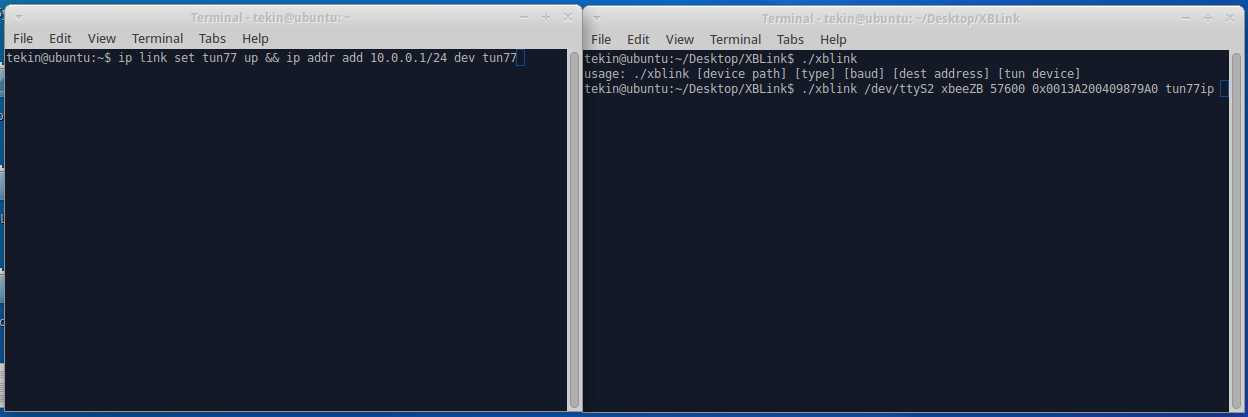 Terminal - tekin@ubuntu: ~
File Edit View Terminal Tabs Help
tekin@ubuntu:~$ ip link set tun77 up && ip addr add 10.0.0.1/24 dev tun77
Terminal - tekin@ubuntu: ~/Desktop/XBLink
File Edit View Terminal Tabs Help
tekin@ubuntu:~/Desktop/XBLink$ ./xblink
usage: ./xblink [device path] [type] [baud] [dest address] [tun device]
tekin@ubuntu:~/Desktop/XBLink$ ./xblink /dev/ttyS2 xbeeZB 57600 0x0013A200409879A0 tun77ip